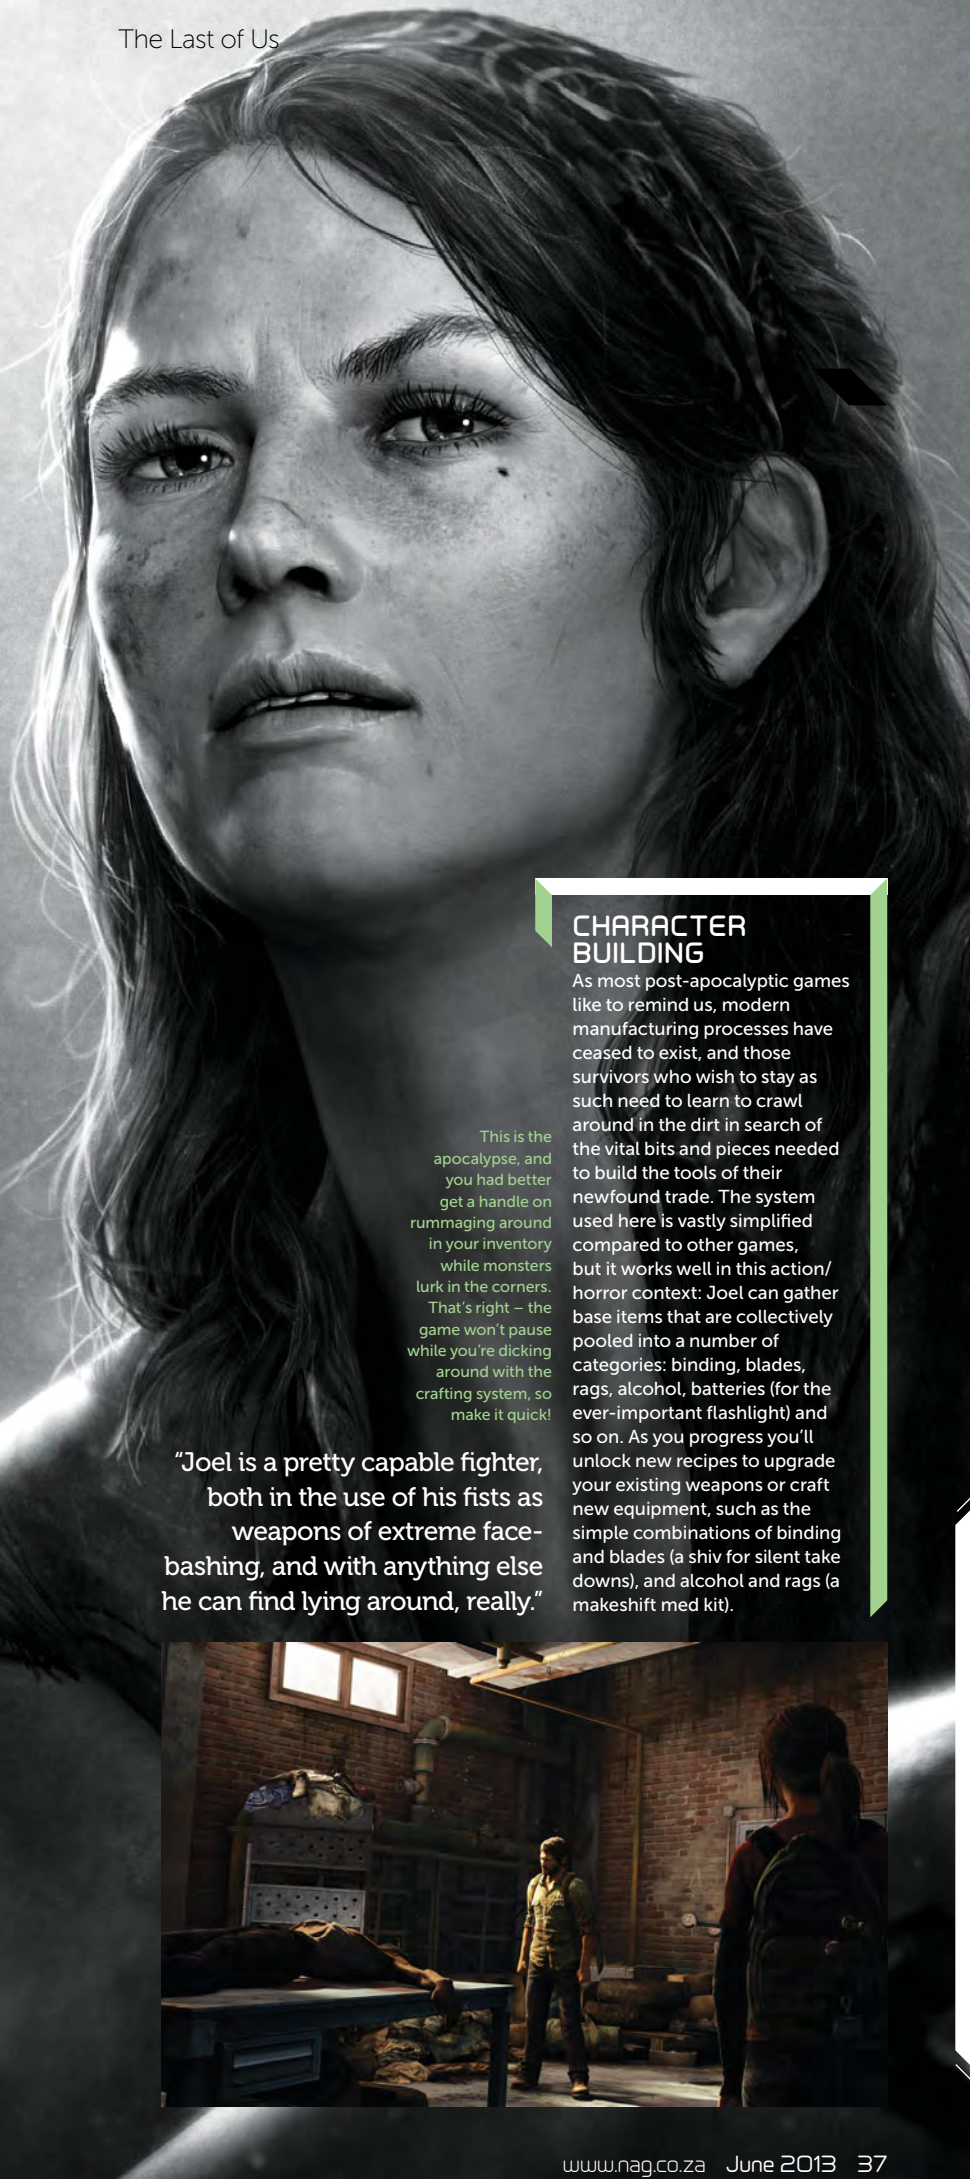 The Last of Us
CHARACTER
BUILDING
As most post-apocalyptic games
like to remind us, modern
manufacturing processes have
ceased to exist, and those
survivors who wish to stay as
such need to learn to crawl
around in the dirt in search of
the vital bits and pieces needed
to build the tools of their
newfound trade. The system
used here is vastly simplified
compared to other games,
but it works well in this action/
horror context: Joel can gather
base items that are collectively
pooled into a number of
categories: binding, blades,
rags, alcohol, batteries (for the
ever-important flashlight) and
so on. As you progress you’ll
unlock new recipes to upgrade
your existing weapons or craft
new equipment, such as the
simple combinations of binding
and blades (a shiv for silent take
downs), and alcohol and rags (a
makeshift med kit).
This is the
apocalypse, and
you had better
get a handle on
rummaging around
in your inventory
while monsters
lurk in the corners.
That’s right – the
game won’t pause
while you’re dicking
around with the
crafting system, so
make it quick!
“Joel is a pretty capable fighter,
both in the use of his fists as
weapons of extreme face-
bashing, and with anything else
he can find lying around, really.”
www.nag.co.za June 2013 37